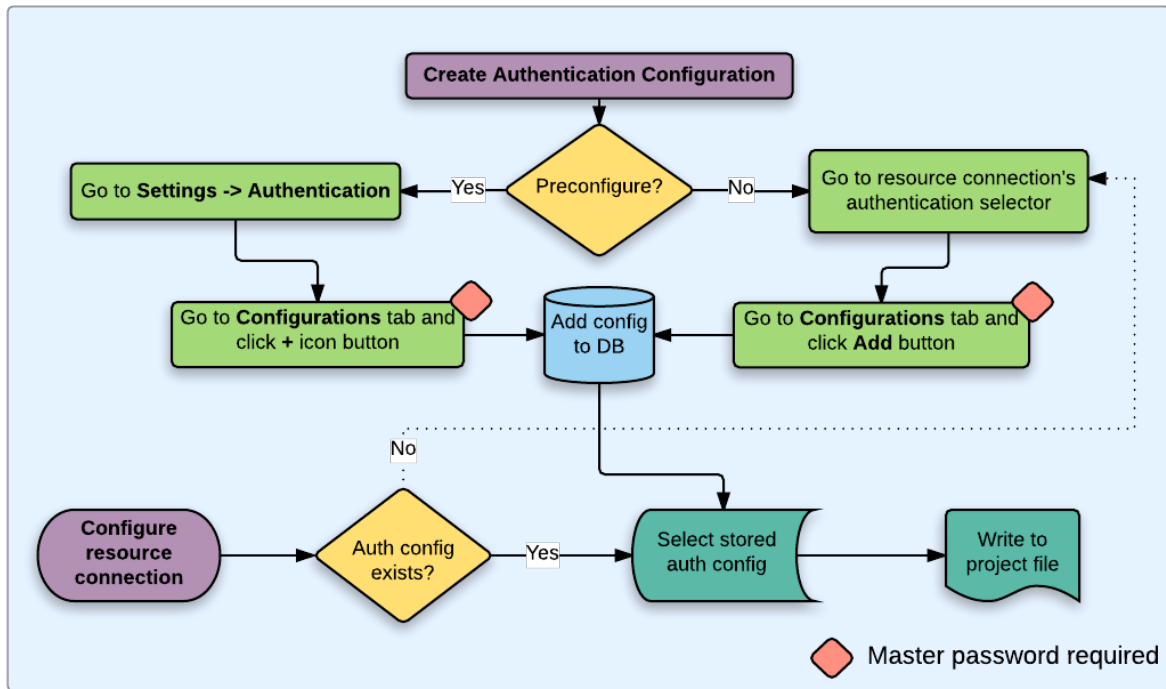 Create Authentication Configuration
Preconfigure?
Yes
No
Go to Settings -> Authentication
Go to resource connection's
authentication selector
Go to Configurations tab and
click + icon button
Add config
to DB
Go to Configurations tab and
click Add button
No
Configure
resource
connection
Auth config
exists?
Yes
Select stored
auth config
Write to
project file
Master password required